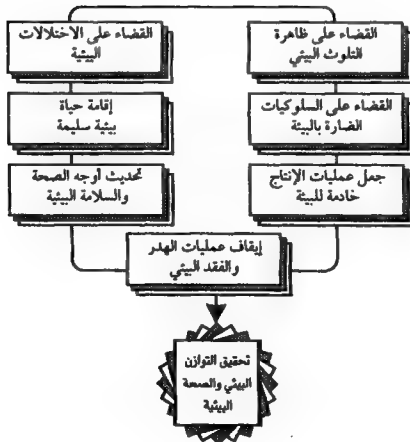 القضاء على ظاهرة
التلوث البيئي
القضاء على الاختلالات
البيئية
القضاء على السلوكيات
الضارة بالبيئة
إقامة حياة
بيئية سليمة
جعل عمليات الإنتاج
خادمة للبيئة
تحديث أوجه الصحة
والسلامة البيئية
إيقاف عمليات الهدر
والفقد البيئي
تحقيق التوازن
البيئي والصحة
البيئية